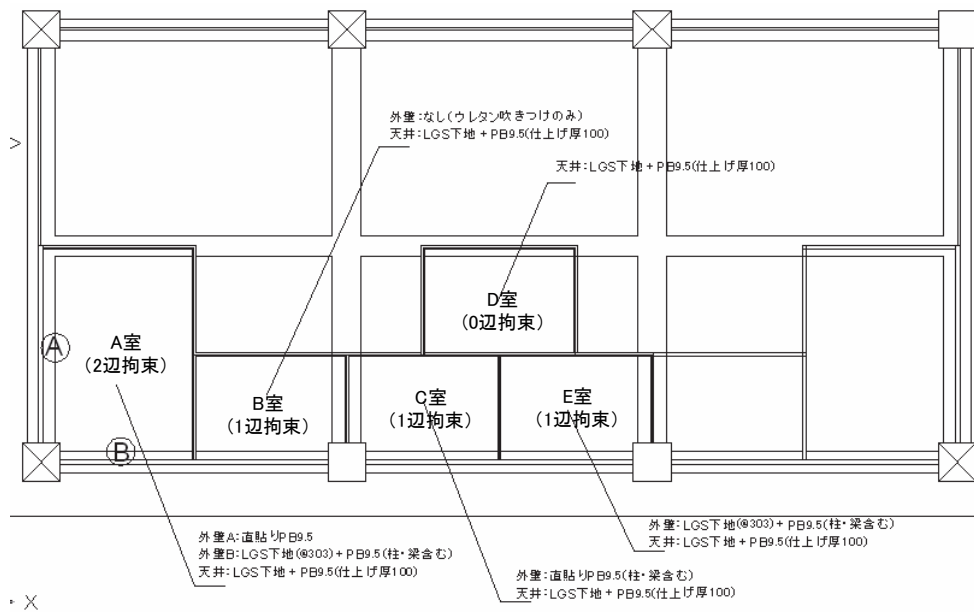 外壁:なし(ウレタン吹きつけのみ)
天井:LGS下地+PB9.5(仕上げ厚100)
天井:LGS下地+PB9.5(仕上げ厚100)
D室
(0辺拘束)
A
A室
(2辺拘束)
B室
(1辺拘束)
C室
(1辺拘束)
E室
(1辺拘束)
B
外壁A:直貼りPB9.5
外壁B:LGS下地(@303)+PB9.5(柱・梁含む)
天井:LGS下地+PB9.5(仕上げ厚100)
外壁:LGS下地(@303)+PB9.5(柱・梁含む)
天井:LGS下地+PB9.5(仕上げ厚100)
外壁:直貼りPB9.5(柱・梁含む)
天井:LGS下地+PB9.5(仕上げ厚100)
X